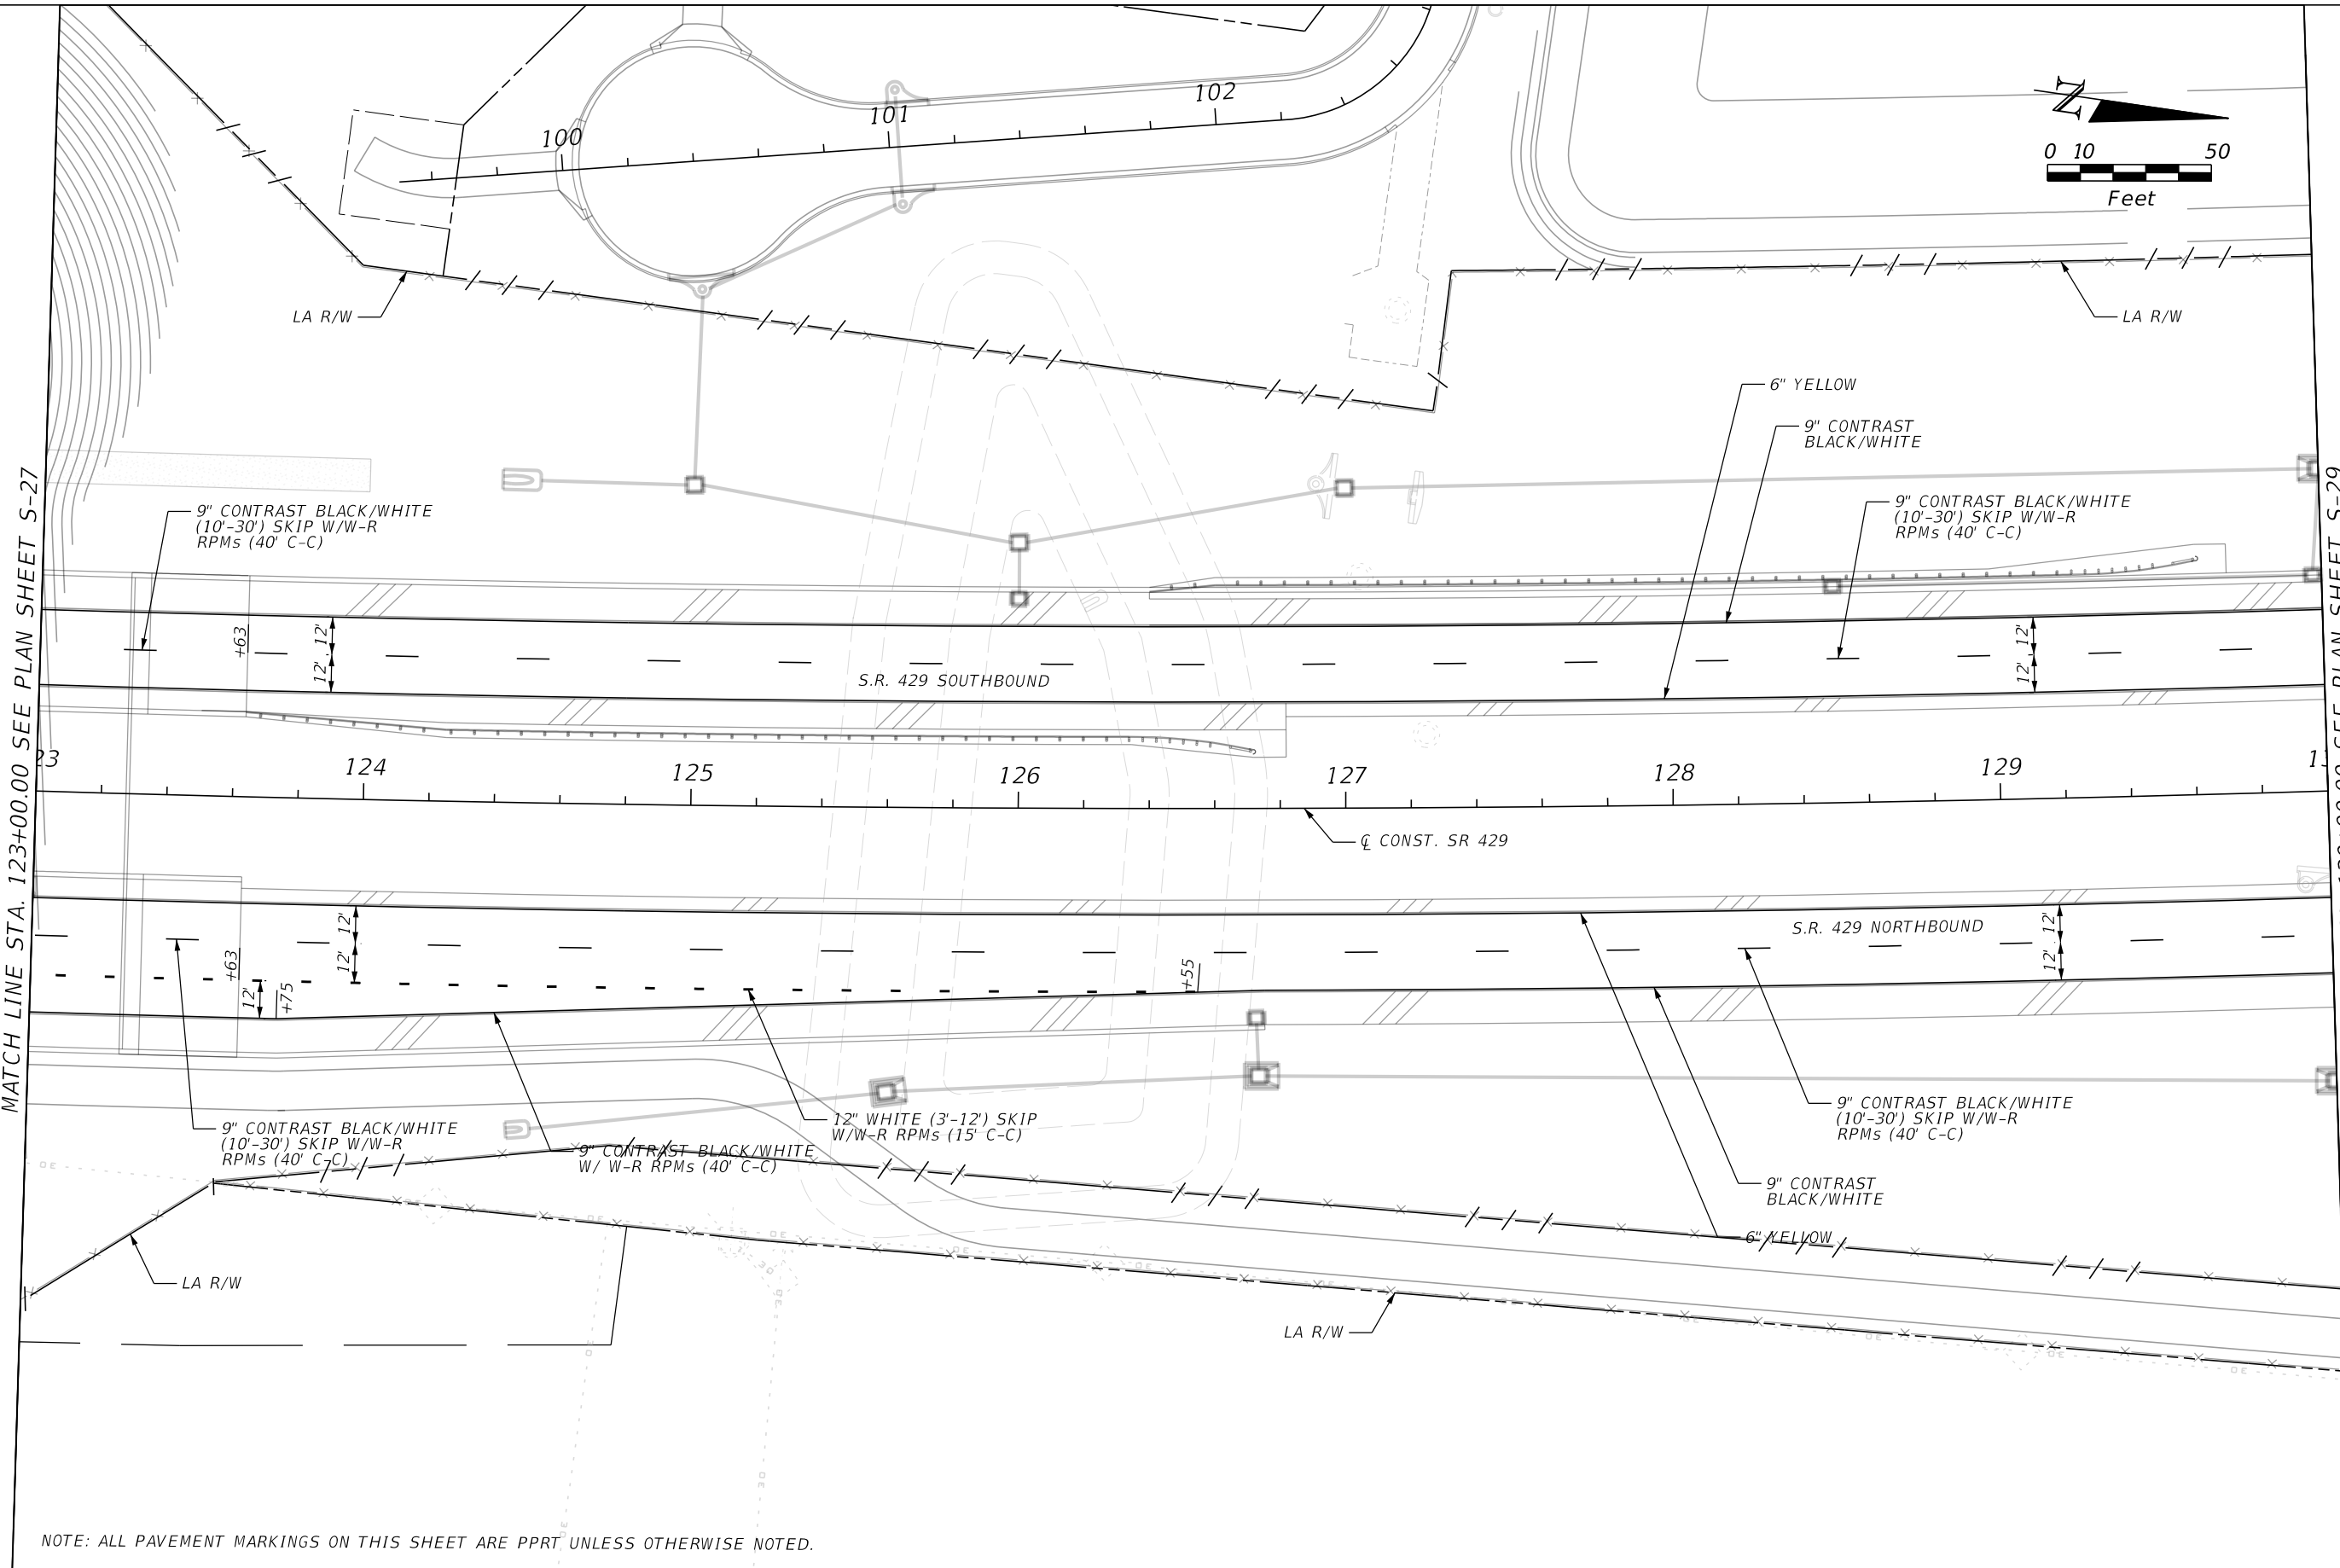 100
101
102
N
0 10 50
Feet
LA R/W
LA R/W
6" YELLOW
9" CONTRAST
BLACK/WHITE
9" CONTRAST BLACK/WHITE
(10'-30') SKIP W/W-R
RPMs (40' C-C)
9" CONTRAST BLACK/WHITE
(10'-30') SKIP W/W-R
RPMs (40' C-C)
MATCH LINE STA. 123+00.00 SEE PLAN SHEET S-27
+63
12'
12'
12'
12'
S.R. 429 SOUTHBOUND
124
125
126
127
128
129
℄ CONST. SR 429
S.R. 429 NORTHBOUND
12'
12'
12'
12'
+63
12'
+75
+55
9" CONTRAST BLACK/WHITE
(10'-30') SKIP W/W-R
RPMs (40' C-C)
9" CONTRAST BLACK/WHITE
W/ W-R RPMs (40' C-C)
12" WHITE (3'-12') SKIP
W/W-R RPMs (15' C-C)
9" CONTRAST BLACK/WHITE
(10'-30') SKIP W/W-R
RPMs (40' C-C)
9" CONTRAST
BLACK/WHITE
6" YELLOW
LA R/W
LA R/W
NOTE: ALL PAVEMENT MARKINGS ON THIS SHEET ARE PPRT UNLESS OTHERWISE NOTED.